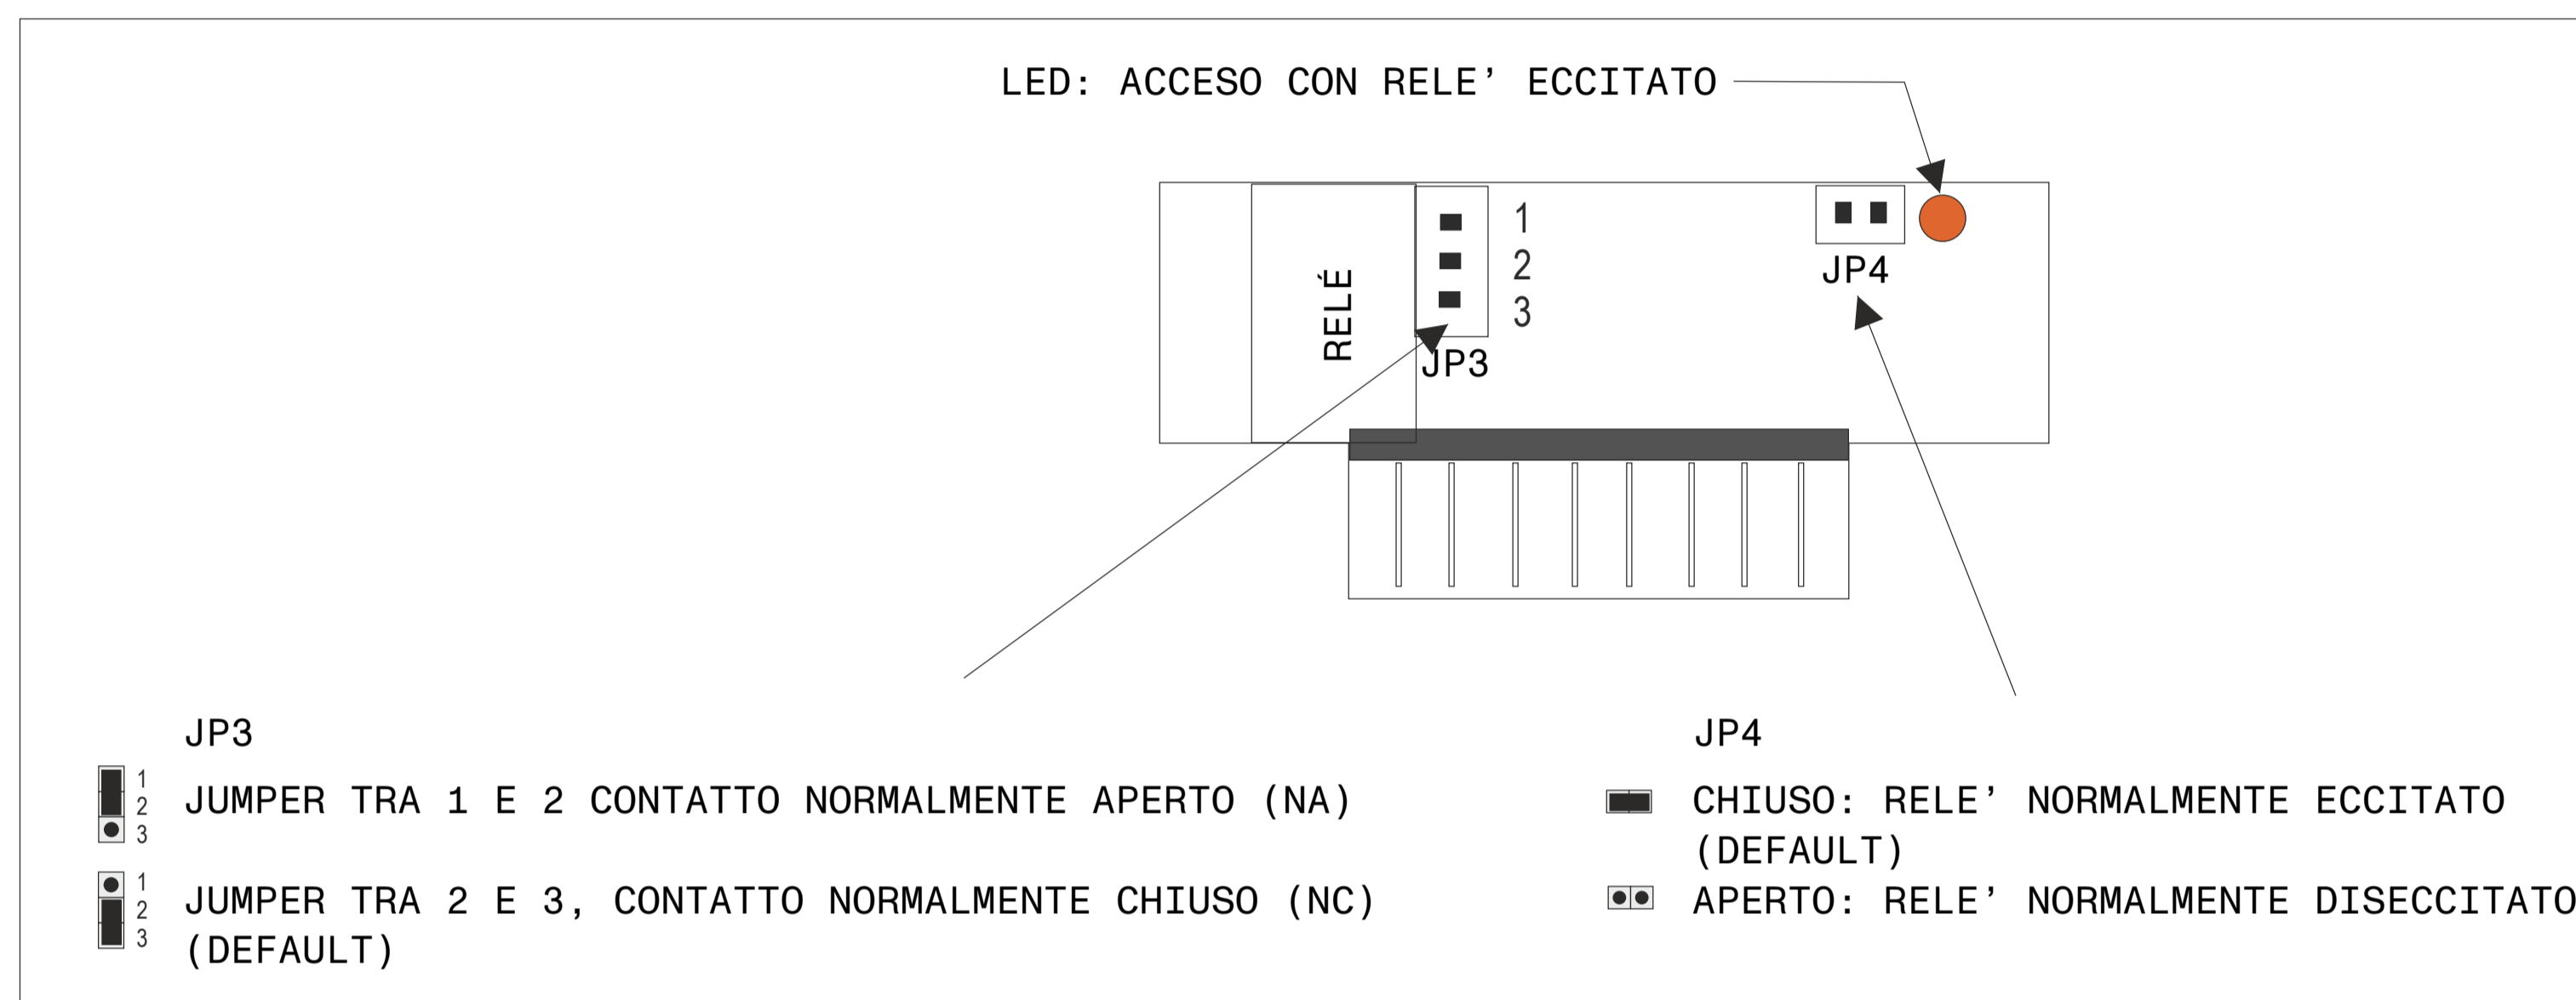 LED: ACCESO CON RELE’ ECCITATO
RELÉ
1
2
3
JP3
JP4
JP3
1
2
3
JUMPER TRA 1 E 2 CONTATTO NORMALMENTE APERTO (NA)
1
2
3
JUMPER TRA 2 E 3, CONTATTO NORMALMENTE CHIUSO (NC)
(DEFAULT)
JP4
CHIUSO: RELE’ NORMALMENTE ECCITATO
(DEFAULT)
APERTO: RELE’ NORMALMENTE DISECCITATO